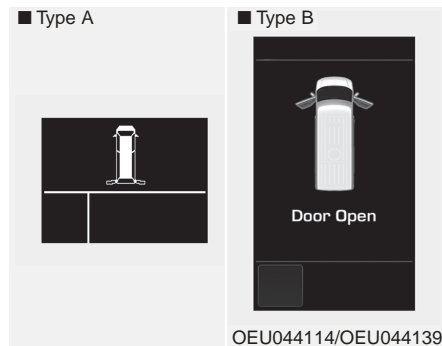 ■ Type A
■ Type B
Door Open
OEU044114/OEU044139